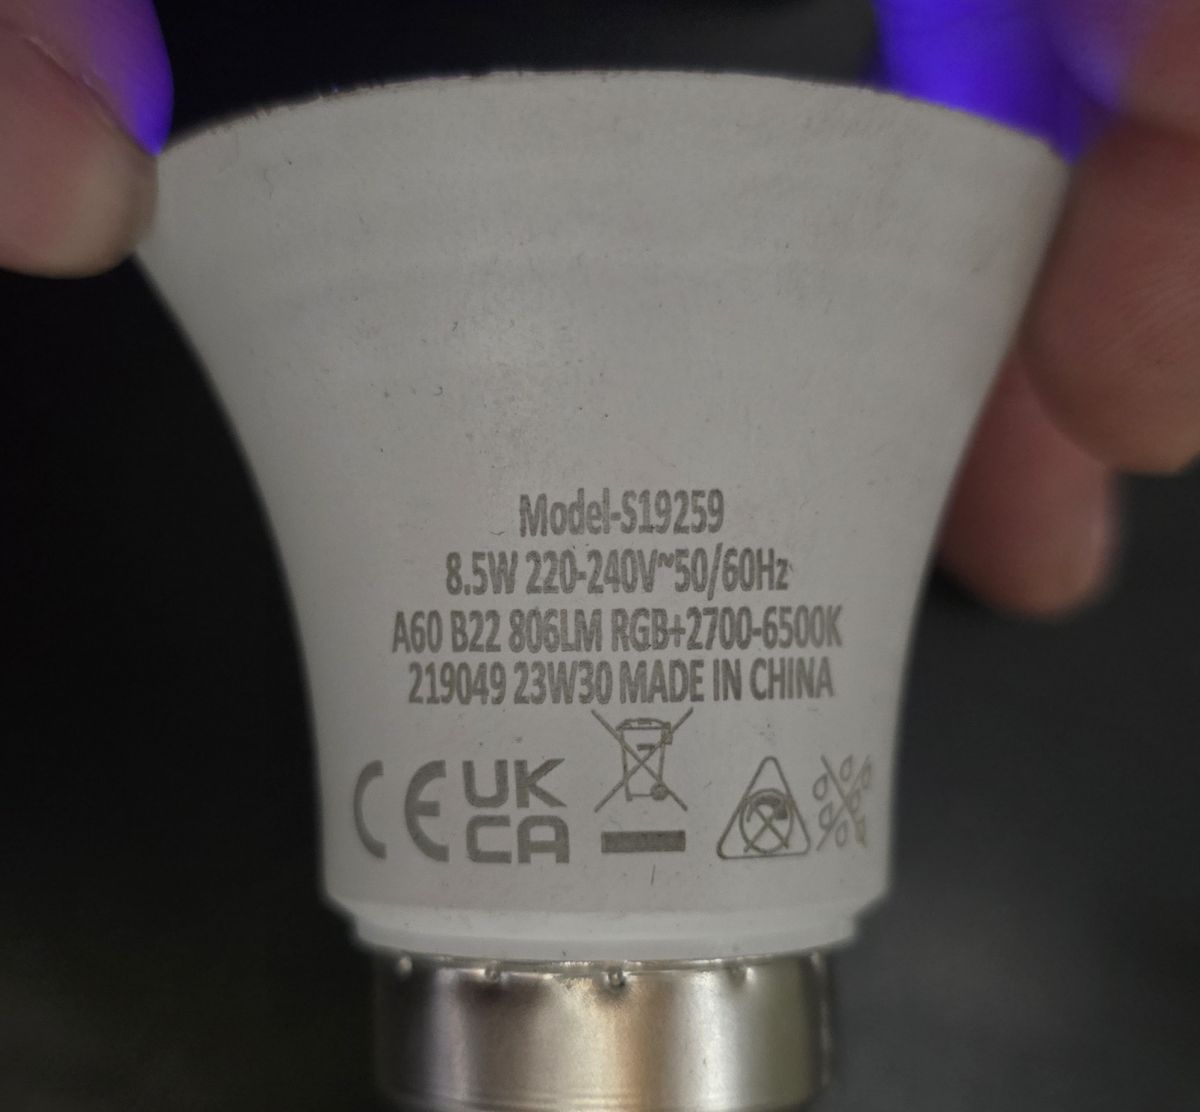 Model-S19259
8.5W 220-240V~50/60Hz
A60 B22 806LM RGB+2700-6500K
219049 23W30 MADE IN CHINA
CE UK
CA